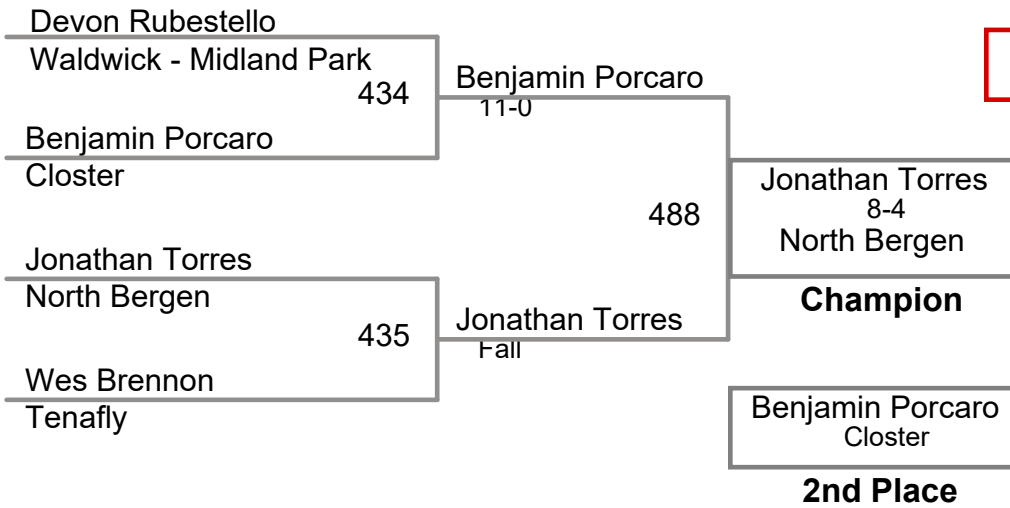 Devon Rubestello
Waldwick - Midland Park
434
Benjamin Porcaro
11-0
Benjamin Porcaro
Closter
488
Jonathan Torres
8-4
North Bergen
Champion
Jonathan Torres
North Bergen
435
Jonathan Torres
Fall
Wes Brennon
Tenafly
Benjamin Porcaro
Closter
2nd Place